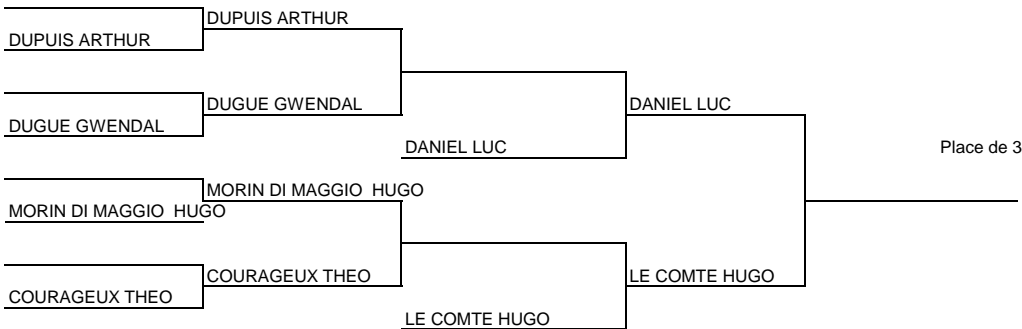 DUPUIS ARTHUR
DUPUIS ARTHUR
DUGUE GWENDAL
DANIEL LUC
DUGUE GWENDAL
DANIEL LUC
Place de 3
MORIN DI MAGGIO  HUGO
MORIN DI MAGGIO  HUGO
COURAGEUX THEO
LE COMTE HUGO
COURAGEUX THEO
LE COMTE HUGO